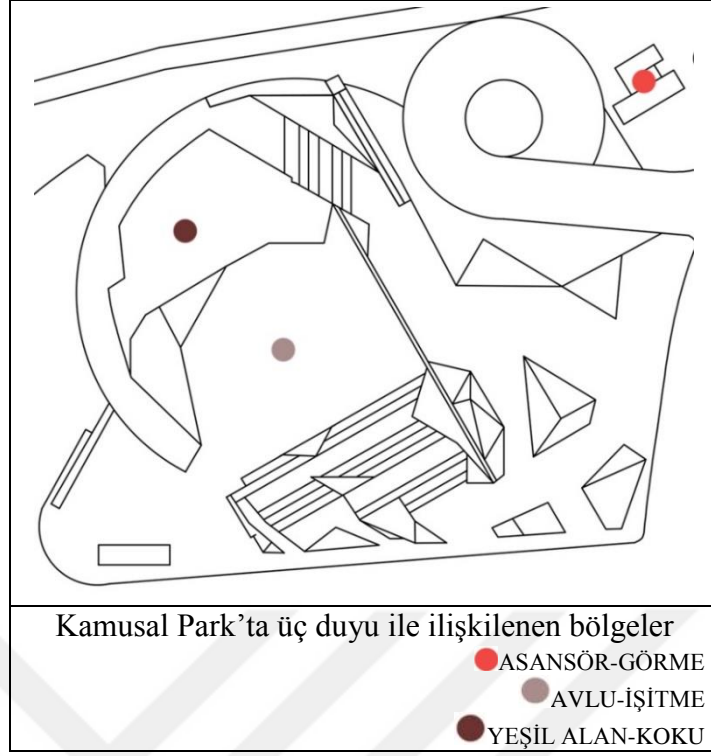 Kamusal Park’ta üç duyu ile ilişkilenen bölgeler
ASANSÖR-GÖRME
AVLU-İŞİTME
YEŞİL ALAN-KOKU